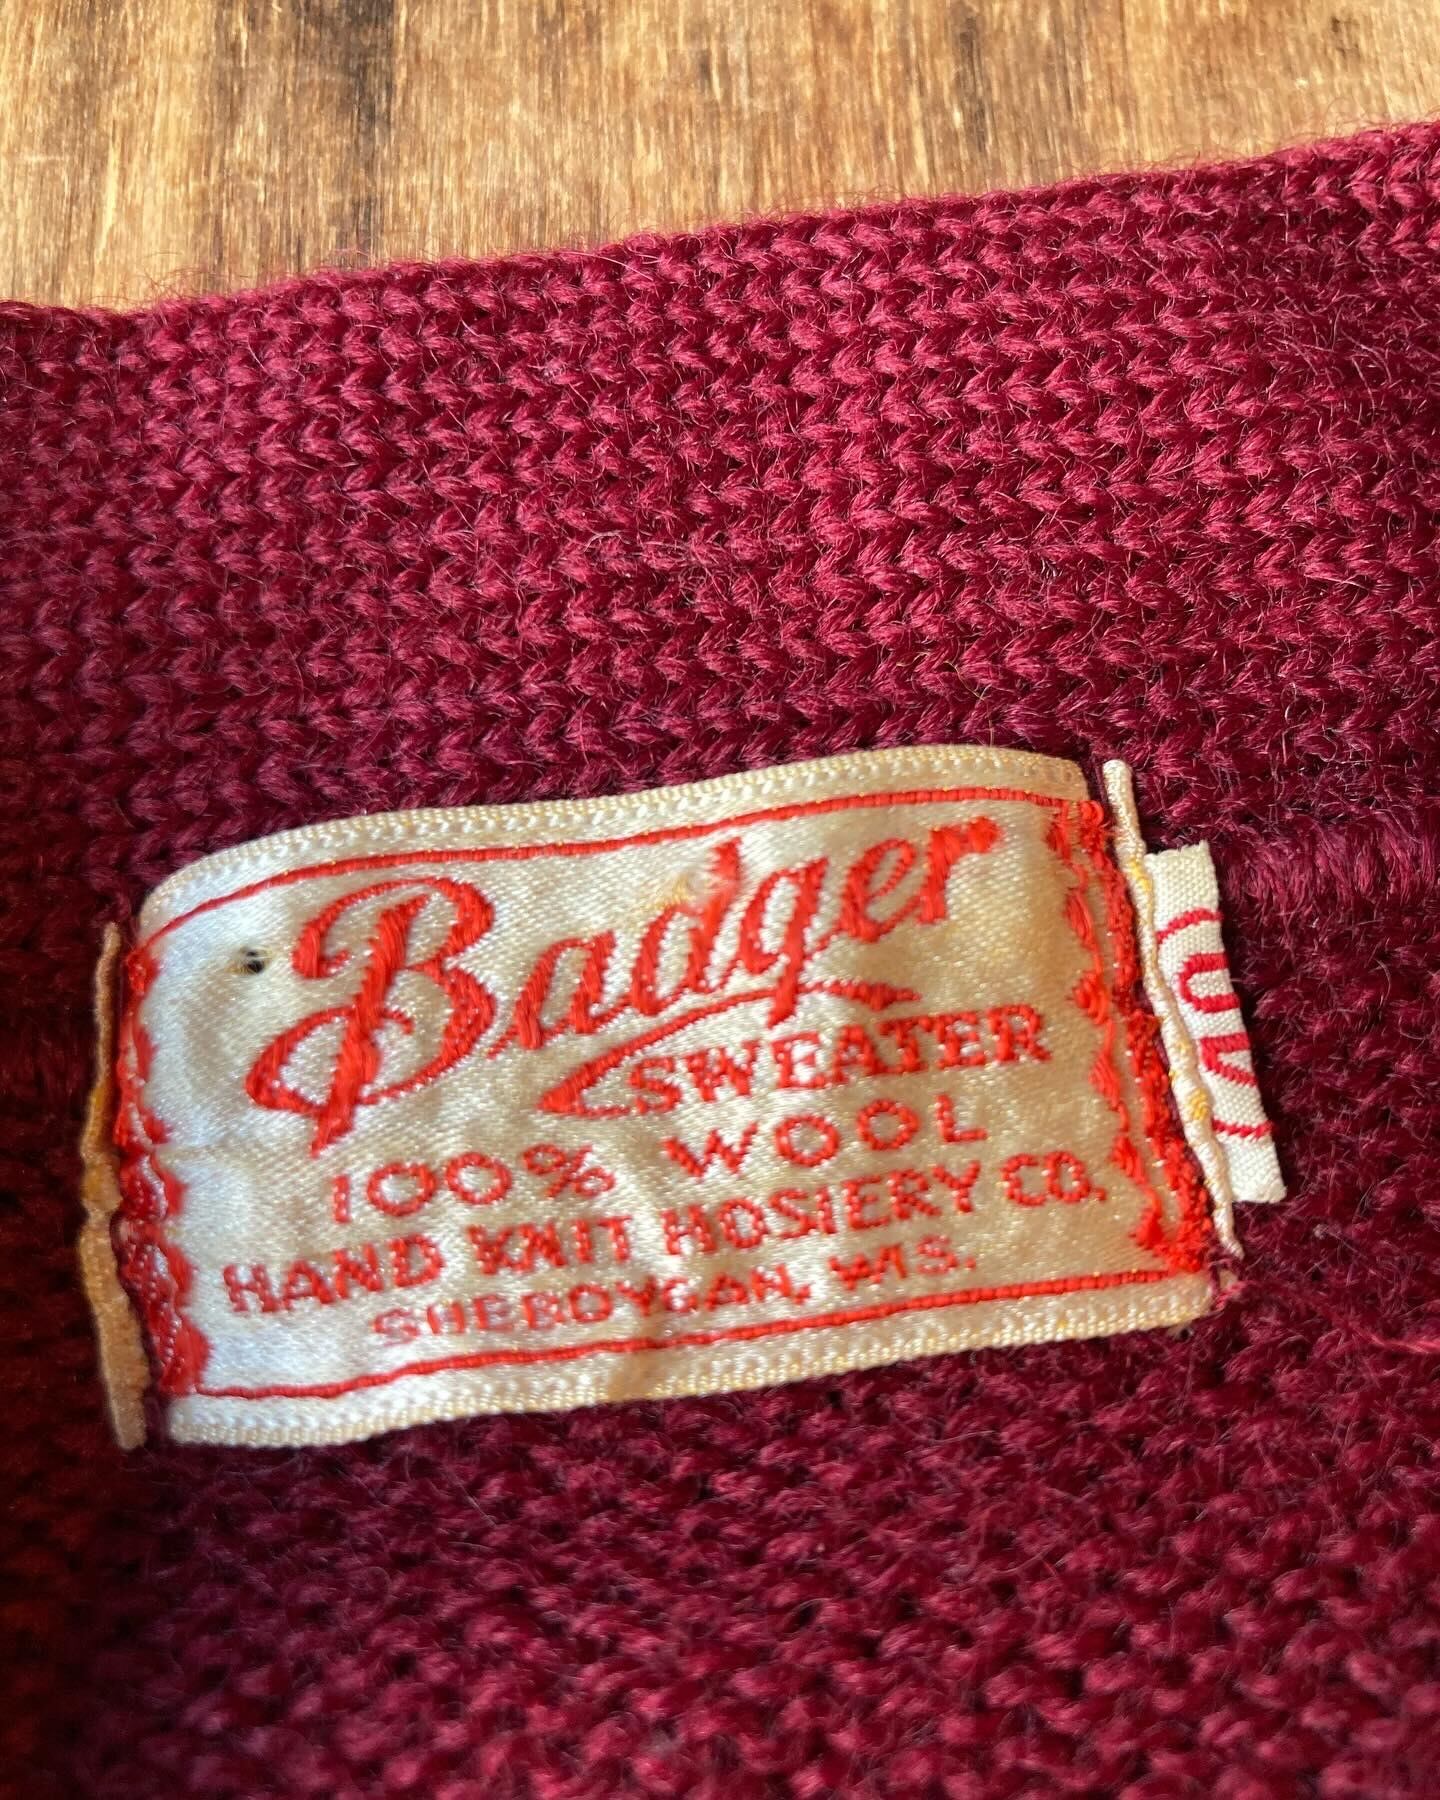 Badger
SWEATER
100% WOOL
HAND KNIT HOSIERY CO.
SHEBOYGAN, WIS.